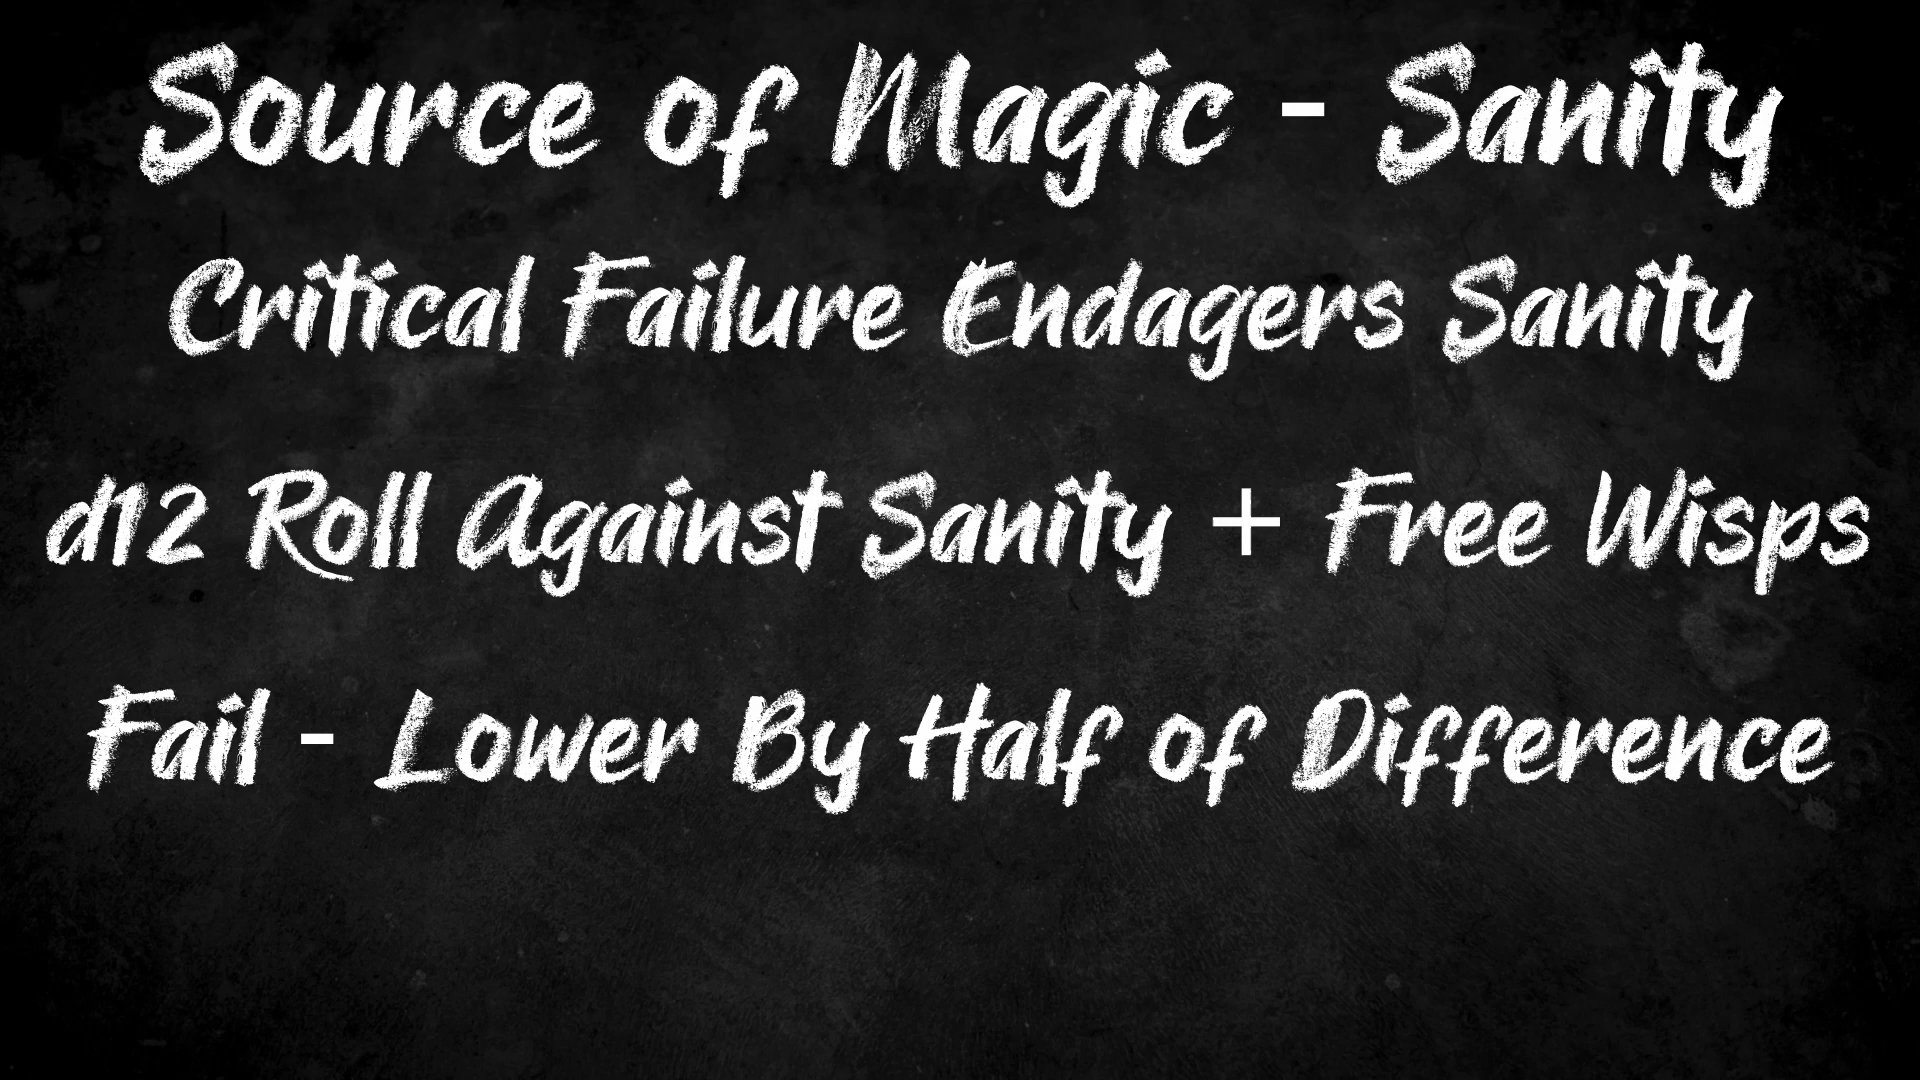 Source of Magic - Sanity
Critical Failure Endagers Sanity
d12 Roll Against Sanity + Free Wisps
Fail - Lower By Half of Difference